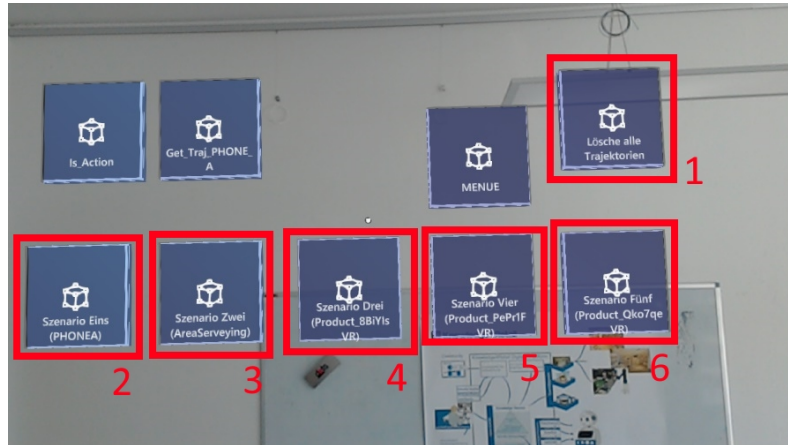 Is_Action
Get_Traj_PHONE_
A
MENUE
Lösche alle
Trajektorien
1
Szenario Eins
(PHONEA)
2
Szenario Zwei
(AreaServeying)
3
Szenario Drei
(Product_8BiYIs
VR)
4
Szenario Vier
(Product_PePr1F
VR)
5
Szenario Fünf
(Product_Qko7qe
VR)
6